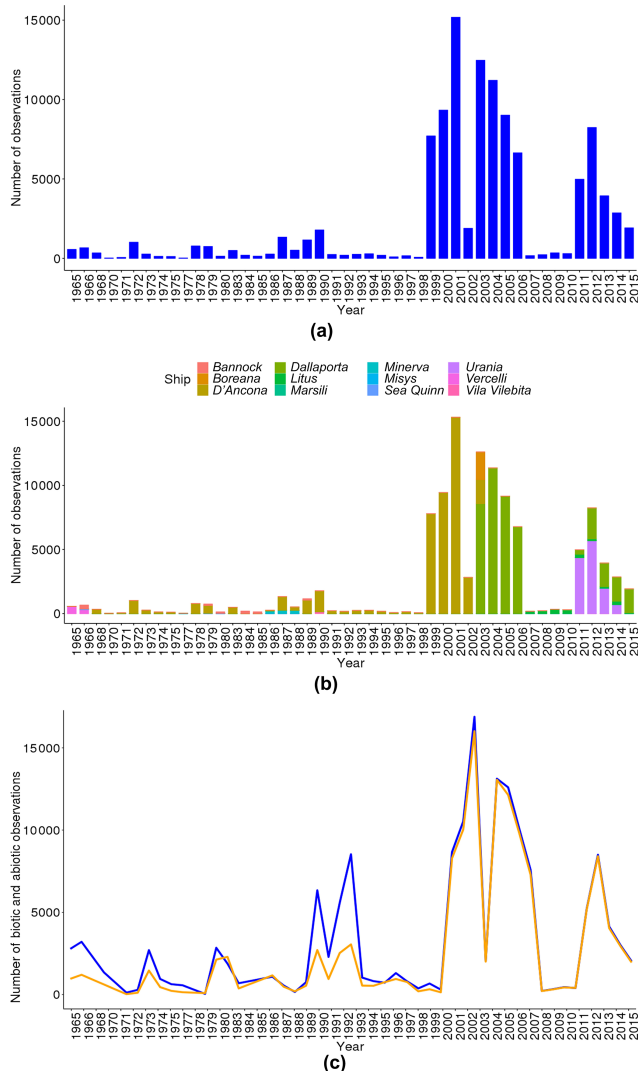 15000
10000
5000
0
Number of observations
1965 1966 1968 1970 1971 1972 1973 1974 1975 1977 1978 1979 1980 1983 1984 1985 1986 1987 1988 1989 1990 1991 1992 1993 1994 1995 1996 1997 1998 1999 2000 2001 2002 2003 2004 2005 2006 2007 2008 2009 2010 2011 2012 2013 2014 2015
Year
(a)
Ship
Bannock Dallaporta Minerva Urania
Boreana Litus Misys Vercelli
D'Ancona Marsili Sea Quinn Vila Vilebita
15000
10000
5000
0
Number of observations
1965 1966 1968 1970 1971 1972 1973 1974 1975 1977 1978 1979 1980 1983 1984 1985 1986 1987 1988 1989 1990 1991 1992 1993 1994 1995 1996 1997 1998 1999 2000 2001 2002 2003 2004 2005 2006 2007 2008 2009 2010 2011 2012 2013 2014 2015
Year
(b)
15000
10000
5000
0
Number of biotic and abiotic observations
1965 1966 1968 1970 1971 1972 1973 1974 1975 1977 1978 1979 1980 1983 1984 1985 1986 1987 1988 1989 1990 1991 1992 1993 1994 1995 1996 1997 1998 1999 2000 2001 2002 2003 2004 2005 2006 2007 2008 2009 2010 2011 2012 2013 2014 2015
Year
(c)